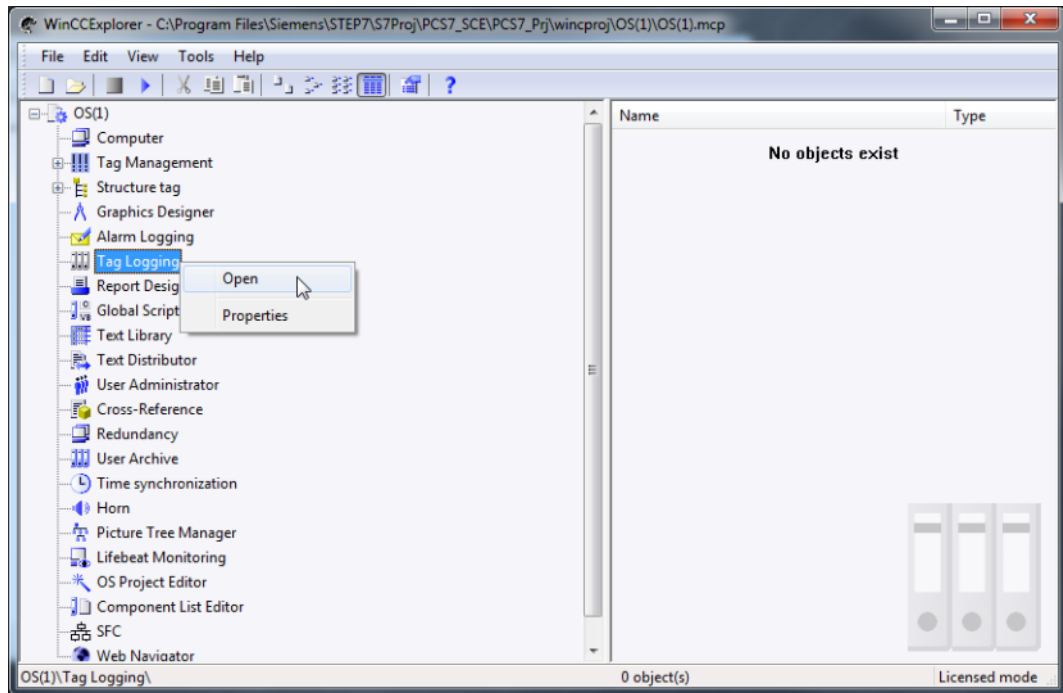 WinCCExplorer - C:\Program Files\Siemens\STEP7\S7Proj\PCS7_SCE\PCS7_Prj\wincproj\OS(1)\OS(1).mcp
File Edit View Tools Help
OS(1)
Name Type
Computer
No objects exist
Tag Management
Structure tag
Graphics Designer
Alarm Logging
Tag Logging
Open
Report Desig
Global Script
Properties
Text Library
Text Distributor
User Administrator
Cross-Reference
Redundancy
User Archive
Time synchronization
Horn
Picture Tree Manager
Lifebeat Monitoring
OS Project Editor
Component List Editor
SFC
Web Navigator
OS(1)\Tag Logging\ 0 object(s) Licensed mode